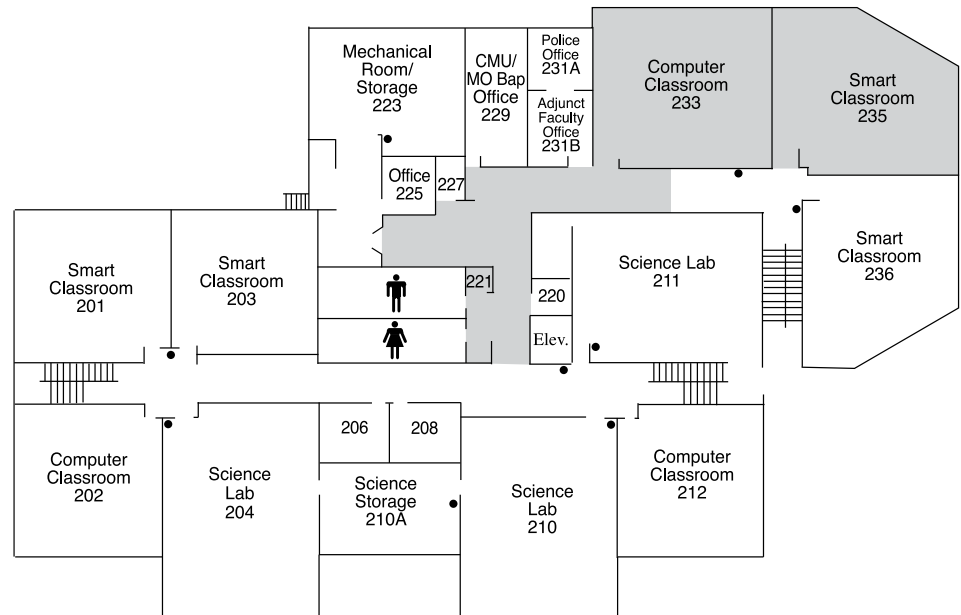 Mechanical
Room/
Storage
223
CMU/
MO Bap
Office
229
Police
Office
231A
Adjunct
Faculty
Office
231B
Computer
Classroom
233
Smart
Classroom
235
Office
225
227
Smart
Classroom
201
Smart
Classroom
203
221
220
Elev.
Science Lab
211
Smart
Classroom
236
Computer
Classroom
202
Science
Lab
204
206
208
Science
Storage
210A
Science
Lab
210
Computer
Classroom
212